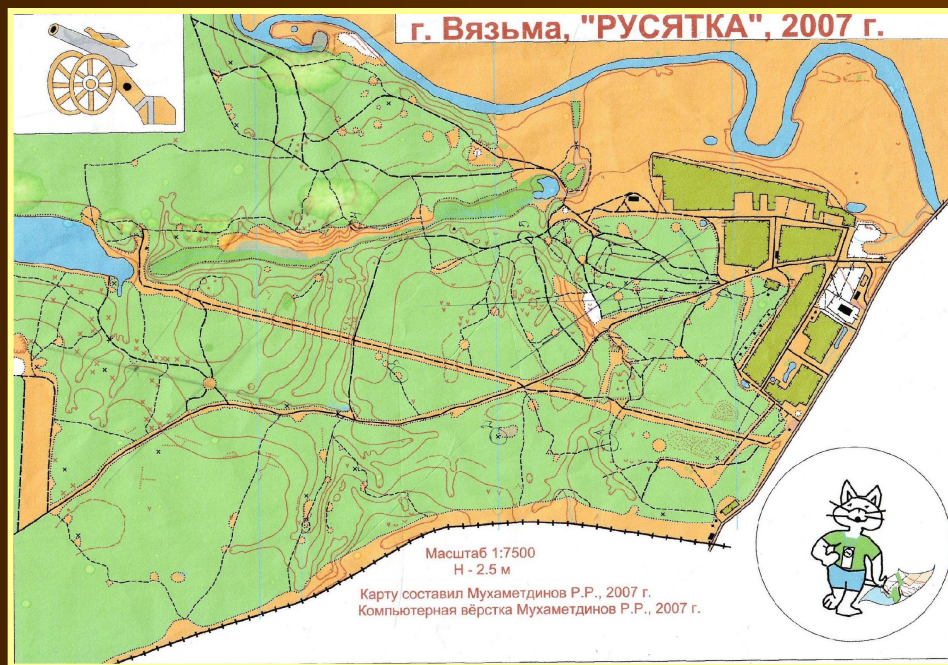 г. Вязьма, "РУСЯТКА", 2007 г.
Масштаб 1:7500
Н - 2.5 м
Карту составил Мухаметдинов Р.Р., 2007 г.
Компьютерная вёрстка Мухаметдинов Р.Р., 2007 г.